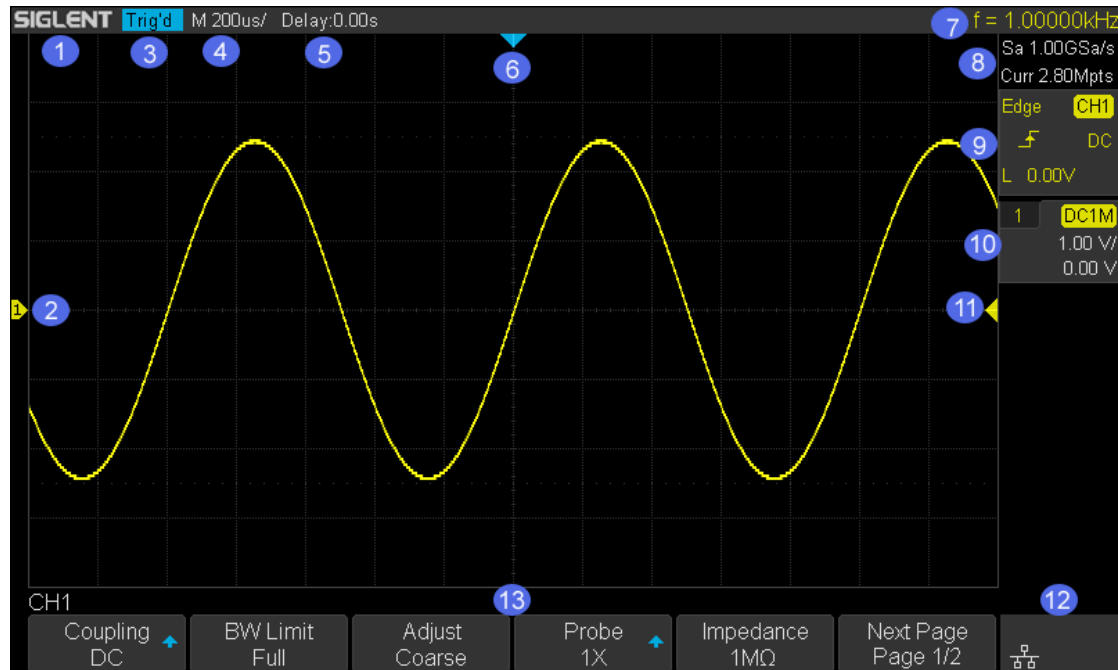 SIGLENT Trig'd M 200us/ Delay:0.00s f = 1.00000kHz
1 3 4 5 6 7 8
Sa 1.00GSa/s
Curr 2.80Mpts
Edge CH1
9 DC
L 0.00V
1 DC1M
10 1.00 V/
0.00 V
1 2 11
CH1 13 12
Coupling BW Limit Adjust Probe Impedance Next Page
DC Full Coarse 1X 1MΩ Page 1/2